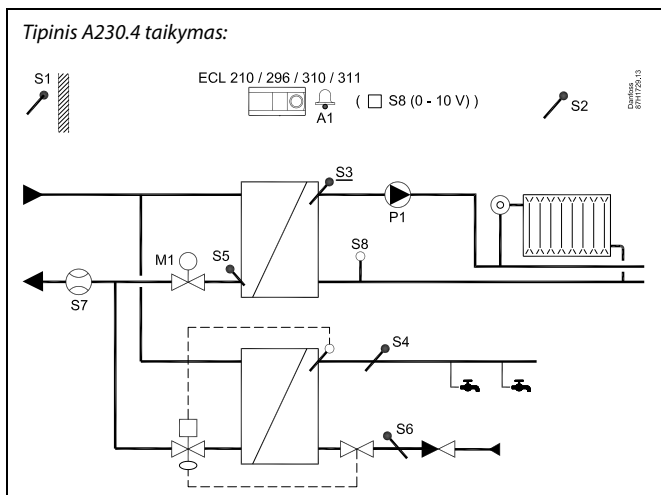 Tipinis A230.4 taikymas:
S1
ECL 210 / 296 / 310 / 311
A1
( □ S8 (0 - 10 V) )
S2
Danfoss
87H1729.13
S3
P1
M1
S5
S8
S7
S4
S6